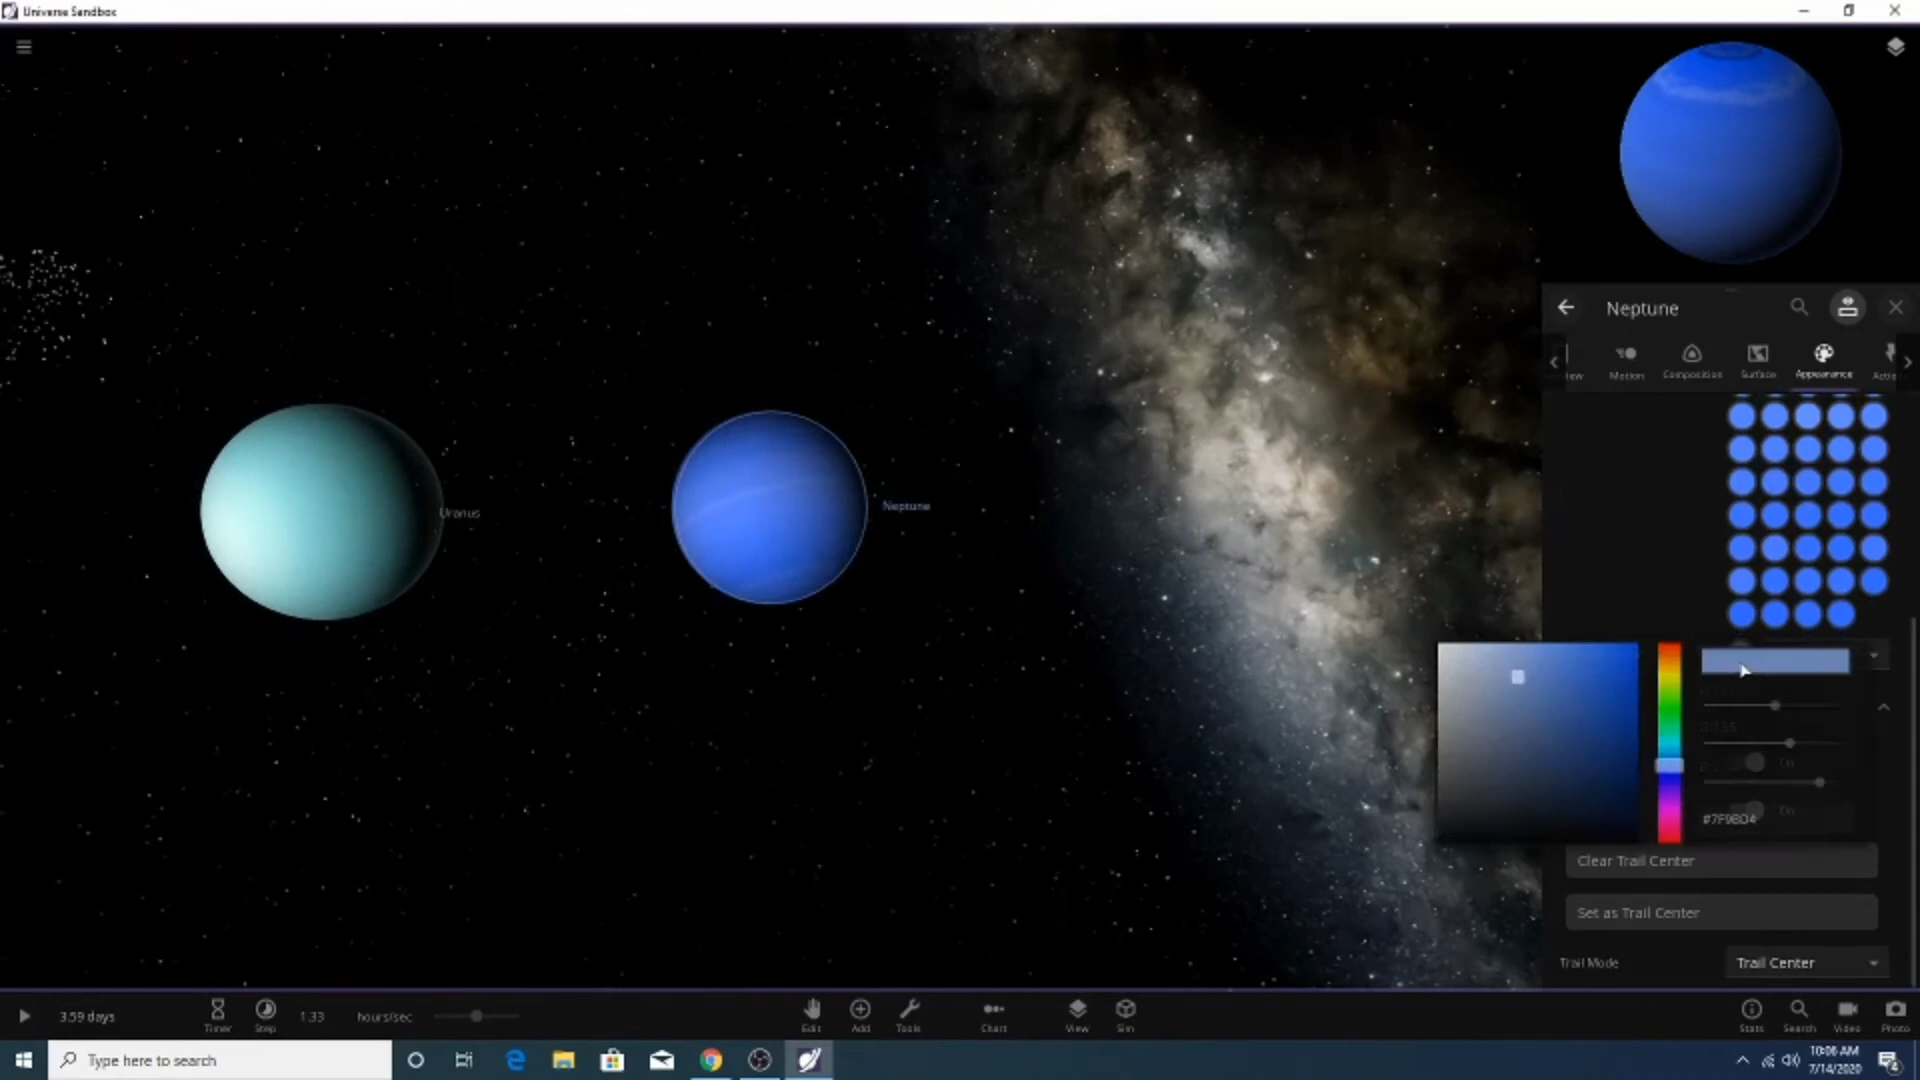 Universe Sandbox
Neptune
Motion
Composition
Surface
Appearance
Uranus
Neptune
#7F9BD4
Clear Trail Center
Set as Trail Center
Trail Mode
Trail Center
3.59 days
Timer
Step
1.33
hours/sec
Edit
Add
Tools
Chart
View
Sim
Stats
Search
Video
Photo
Type here to search
10:06 AM
7/14/2020